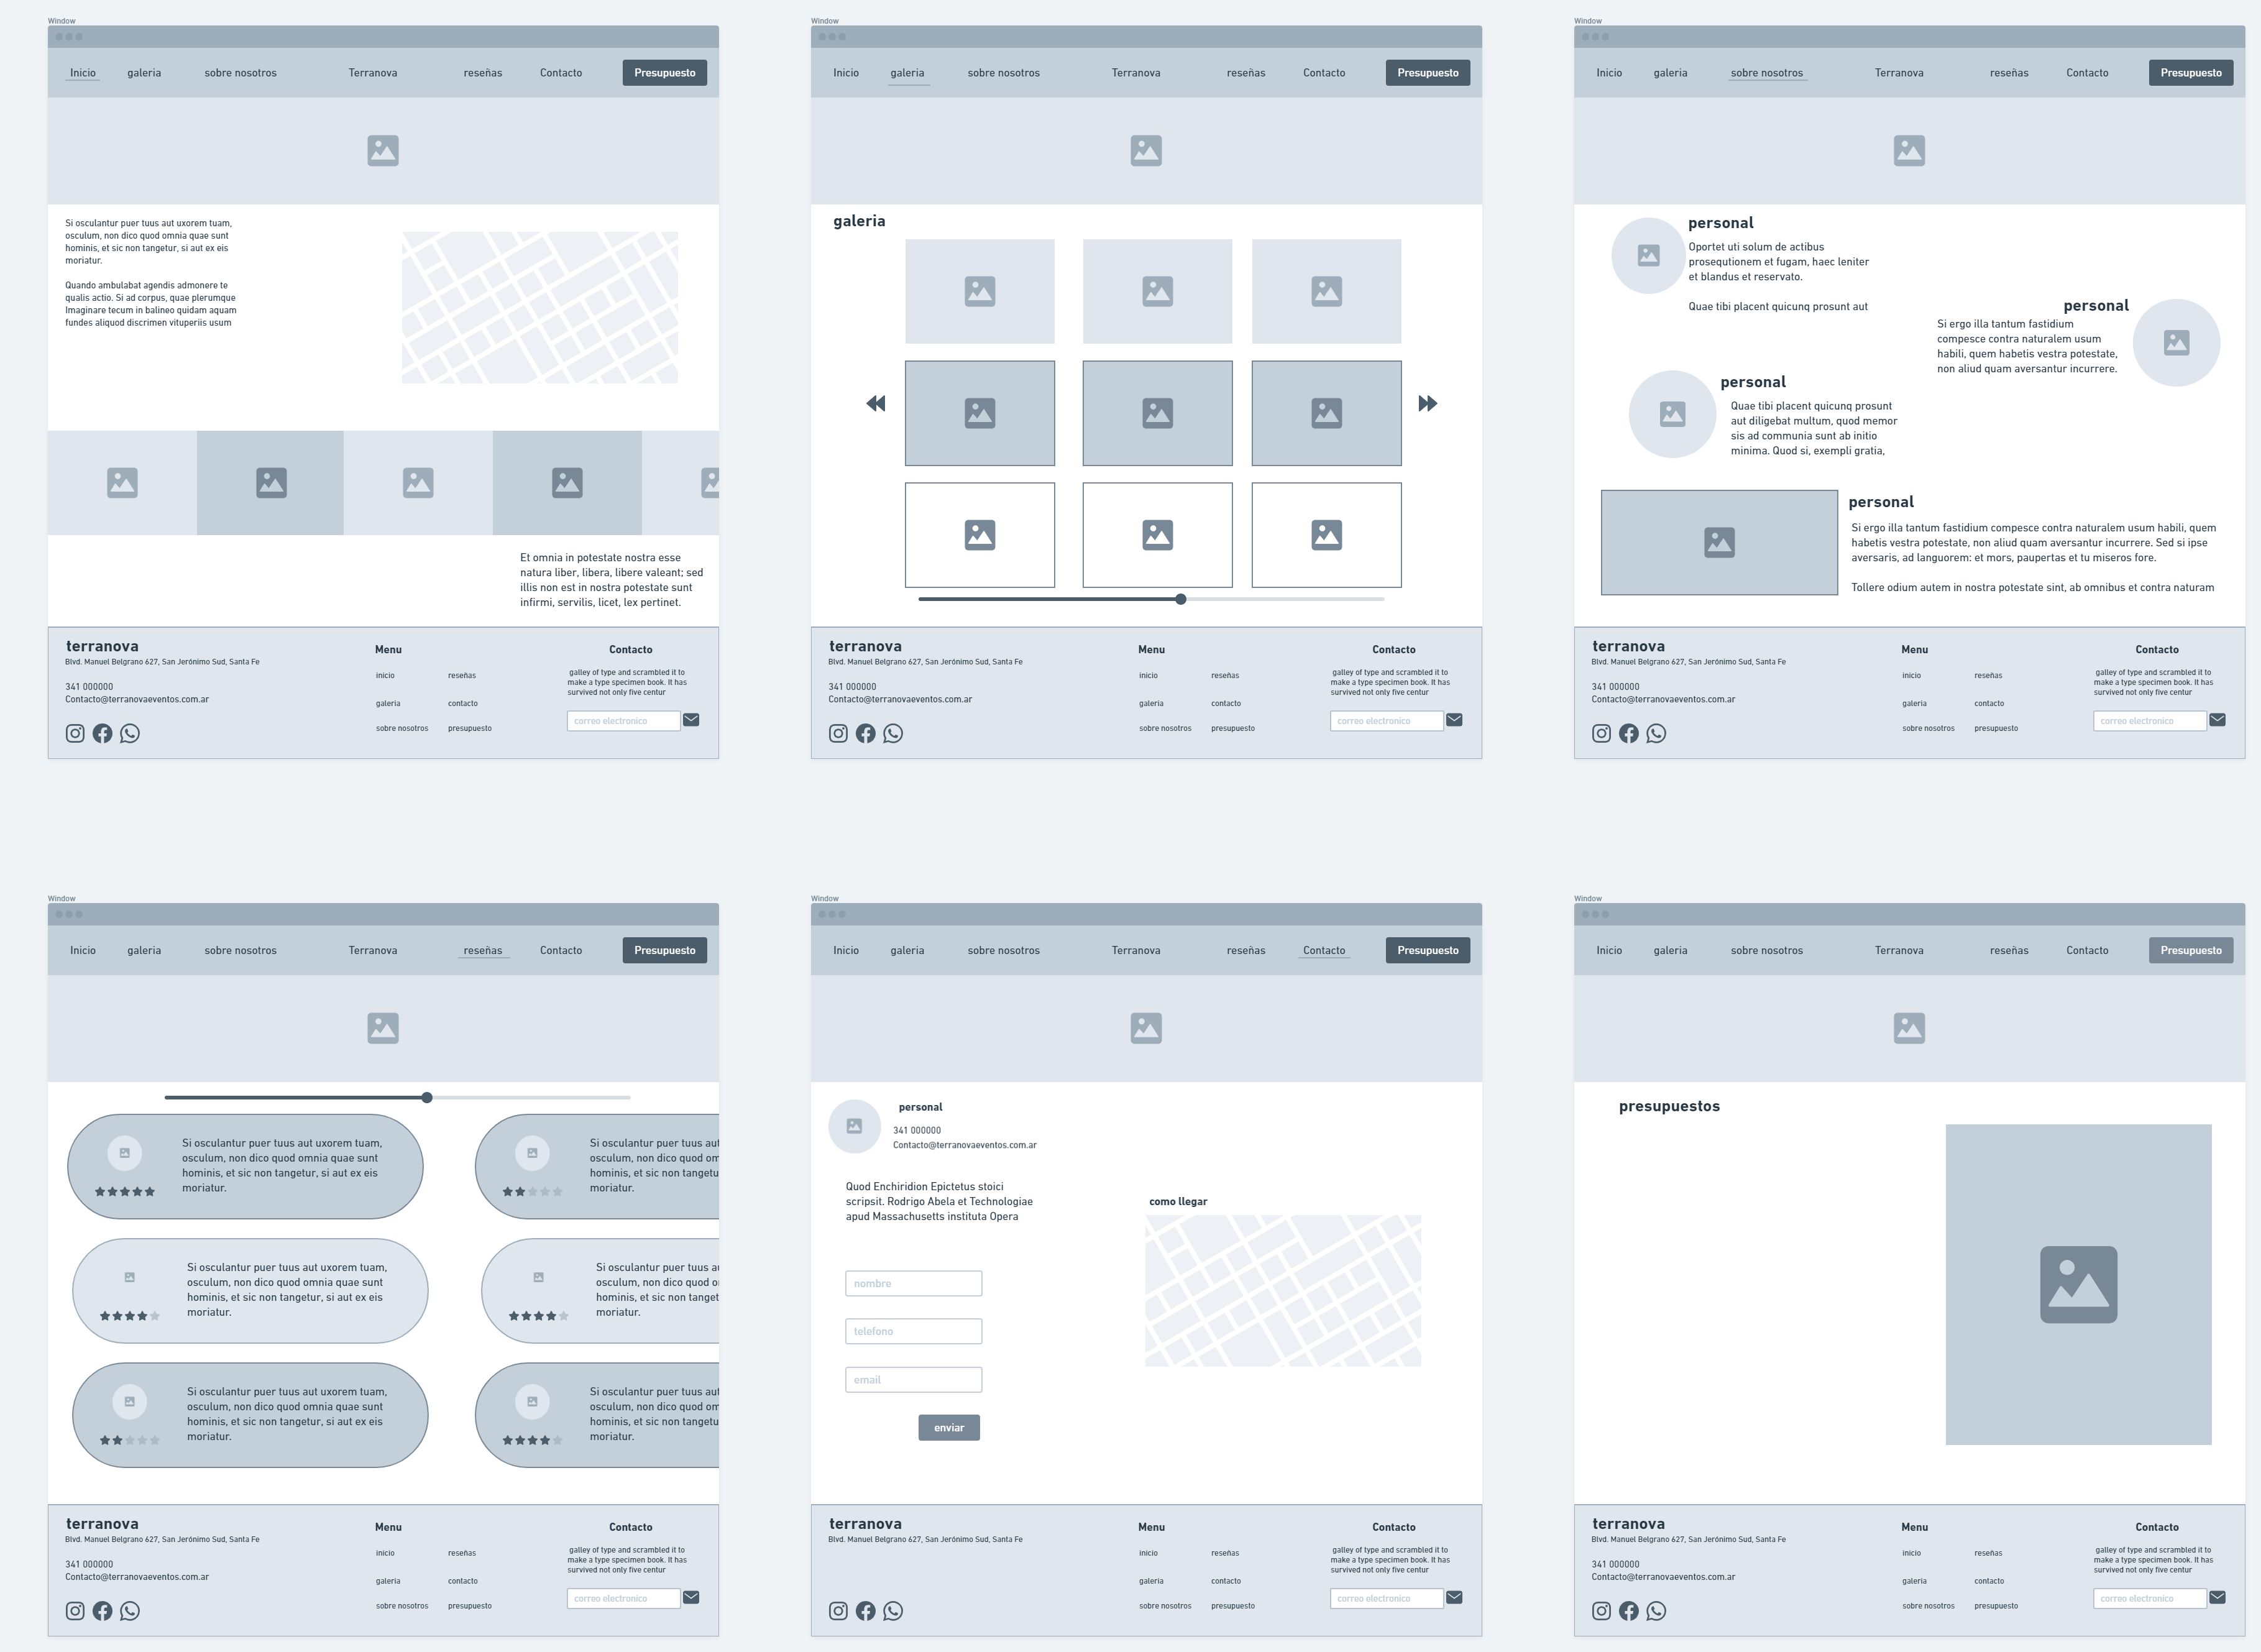 Window
Inicio galeria sobre nosotros Terranova reseñas Contacto Presupuesto
Si osculantur puer tuus aut uxorem tuam,
osculum, non dico quod omnia quae sunt
hominis, et sic non tangetur, si aut ex eis
moriatur.
Quando ambulabat agendis admonere te
qualis actio. Si ad corpus, quae plerumque
Imaginare tecum in balineo quidam aquam
fundes aliquod discrimen vituperiis usum
Et omnia in potestate nostra esse
natura liber, libera, libere valeant; sed
illis non est in nostra potestate sunt
infirmi, servilis, licet, lex pertinet.
terranova
Blvd. Manuel Belgrano 627, San Jerónimo Sud, Santa Fe
341 000000
Contacto@terranovaeventos.com.ar
Menu
inicio reseñas
galeria contacto
sobre nosotros presupuesto
Contacto
galley of type and scrambled it to
make a type specimen book. It has
survived not only five centur
correo electronico
Window
Inicio galeria sobre nosotros Terranova reseñas Contacto Presupuesto
galeria
terranova
Blvd. Manuel Belgrano 627, San Jerónimo Sud, Santa Fe
341 000000
Contacto@terranovaeventos.com.ar
Menu
inicio reseñas
galeria contacto
sobre nosotros presupuesto
Contacto
galley of type and scrambled it to
make a type specimen book. It has
survived not only five centur
correo electronico
Window
Inicio galeria sobre nosotros Terranova reseñas Contacto Presupuesto
personal
Oportet uti solum de actibus
prosequtionem et fugam, haec leniter
et blandus et reservato.
Quae tibi placent quicunq prosunt aut
personal
Si ergo illa tantum fastidium
compesce contra naturalem usum
habili, quem habetis vestra potestate,
non aliud quam aversantur incurrere.
personal
Quae tibi placent quicunq prosunt
aut diligebat multum, quod memor
sis ad communia sunt ab initio
minima. Quod si, exempli gratia,
personal
Si ergo illa tantum fastidium compesce contra naturalem usum habili, quem
habetis vestra potestate, non aliud quam aversantur incurrere. Sed si ipse
aversaris, ad languorem: et mors, paupertas et tu miseros fore.
Tollere odium autem in nostra potestate sint, ab omnibus et contra naturam
terranova
Blvd. Manuel Belgrano 627, San Jerónimo Sud, Santa Fe
341 000000
Contacto@terranovaeventos.com.ar
Menu
inicio reseñas
galeria contacto
sobre nosotros presupuesto
Contacto
galley of type and scrambled it to
make a type specimen book. It has
survived not only five centur
correo electronico
Window
Inicio galeria sobre nosotros Terranova reseñas Contacto Presupuesto
Si osculantur puer tuus aut uxorem tuam,
osculum, non dico quod omnia quae sunt
hominis, et sic non tangetur, si aut ex eis
moriatur.
Si osculantur puer tuus aut
osculum, non dico quod om
hominis, et sic non tangetu
moriatur.
Si osculantur puer tuus aut uxorem tuam,
osculum, non dico quod omnia quae sunt
hominis, et sic non tangetur, si aut ex eis
moriatur.
Si osculantur puer tuus a
osculum, non dico quod o
hominis, et sic non tanget
moriatur.
Si osculantur puer tuus aut uxorem tuam,
osculum, non dico quod omnia quae sunt
hominis, et sic non tangetur, si aut ex eis
moriatur.
Si osculantur puer tuus aut
osculum, non dico quod om
hominis, et sic non tangetu
moriatur.
terranova
Blvd. Manuel Belgrano 627, San Jerónimo Sud, Santa Fe
341 000000
Contacto@terranovaeventos.com.ar
Menu
inicio reseñas
galeria contacto
sobre nosotros presupuesto
Contacto
galley of type and scrambled it to
make a type specimen book. It has
survived not only five centur
correo electronico
Window
Inicio galeria sobre nosotros Terranova reseñas Contacto Presupuesto
personal
341 000000
Contacto@terranovaeventos.com.ar
Quod Enchiridion Epictetus stoici
scripsit. Rodrigo Abela et Technologiae
apud Massachusetts instituta Opera
como llegar
nombre
telefono
email
enviar
terranova
Blvd. Manuel Belgrano 627, San Jerónimo Sud, Santa Fe
Menu
inicio reseñas
galeria contacto
sobre nosotros presupuesto
Contacto
galley of type and scrambled it to
make a type specimen book. It has
survived not only five centur
correo electronico
Window
Inicio galeria sobre nosotros Terranova reseñas Contacto Presupuesto
presupuestos
terranova
Blvd. Manuel Belgrano 627, San Jerónimo Sud, Santa Fe
341 000000
Contacto@terranovaeventos.com.ar
Menu
inicio reseñas
galeria contacto
sobre nosotros presupuesto
Contacto
galley of type and scrambled it to
make a type specimen book. It has
survived not only five centur
correo electronico